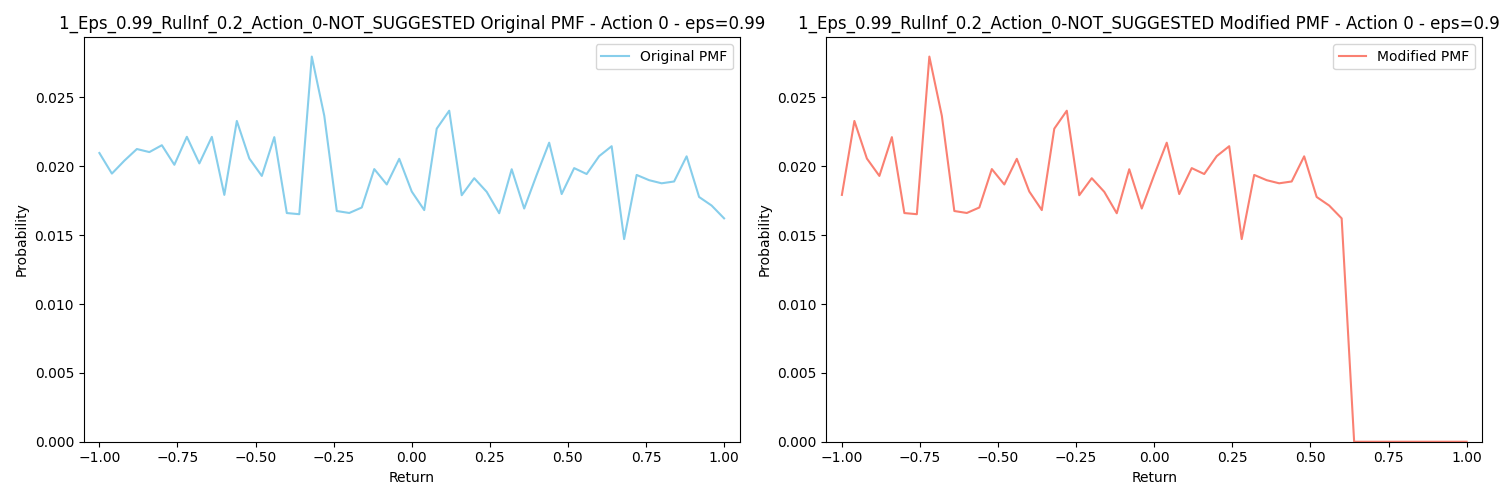 1_Eps_0.99_RulInf_0.2_Action_0-NOT_SUGGESTED Original PMF - Action 0 - eps=0.99
Original PMF
0.025
0.020
0.015
0.010
0.005
0.000
Probability
−1.00 −0.75 −0.50 −0.25 0.00 0.25 0.50 0.75 1.00
Return
1_Eps_0.99_RulInf_0.2_Action_0-NOT_SUGGESTED Modified PMF - Action 0 - eps=0.9
Modified PMF
0.025
0.020
0.015
0.010
0.005
0.000
Probability
−1.00 −0.75 −0.50 −0.25 0.00 0.25 0.50 0.75 1.00
Return